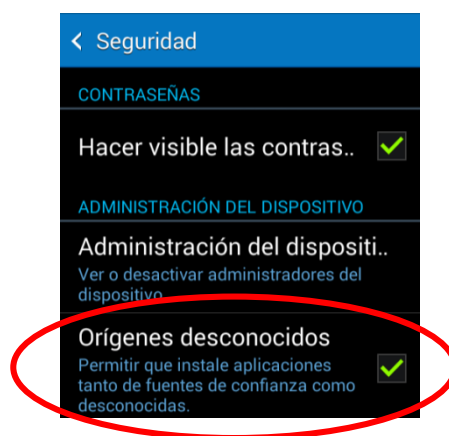 Seguridad
CONTRASEÑAS
Hacer visible las contras..
ADMINISTRACIÓN DEL DISPOSITIVO
Administración del dispositi..
Ver o desactivar administradores del
dispositivo
Orígenes desconocidos
Permitir que instale aplicaciones
tanto de fuentes de confianza como
desconocidas.